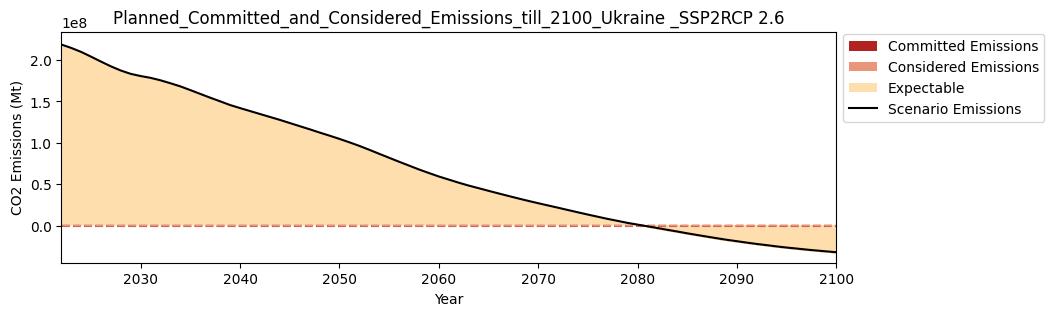 Planned_Committed_and_Considered_Emissions_till_2100_Ukraine _SSP2RCP 2.6
1e8
2.0
1.5
1.0
0.5
0.0
CO2 Emissions (Mt)
2030 2040 2050 2060 2070 2080 2090 2100
Year
Committed Emissions
Considered Emissions
Expectable
Scenario Emissions